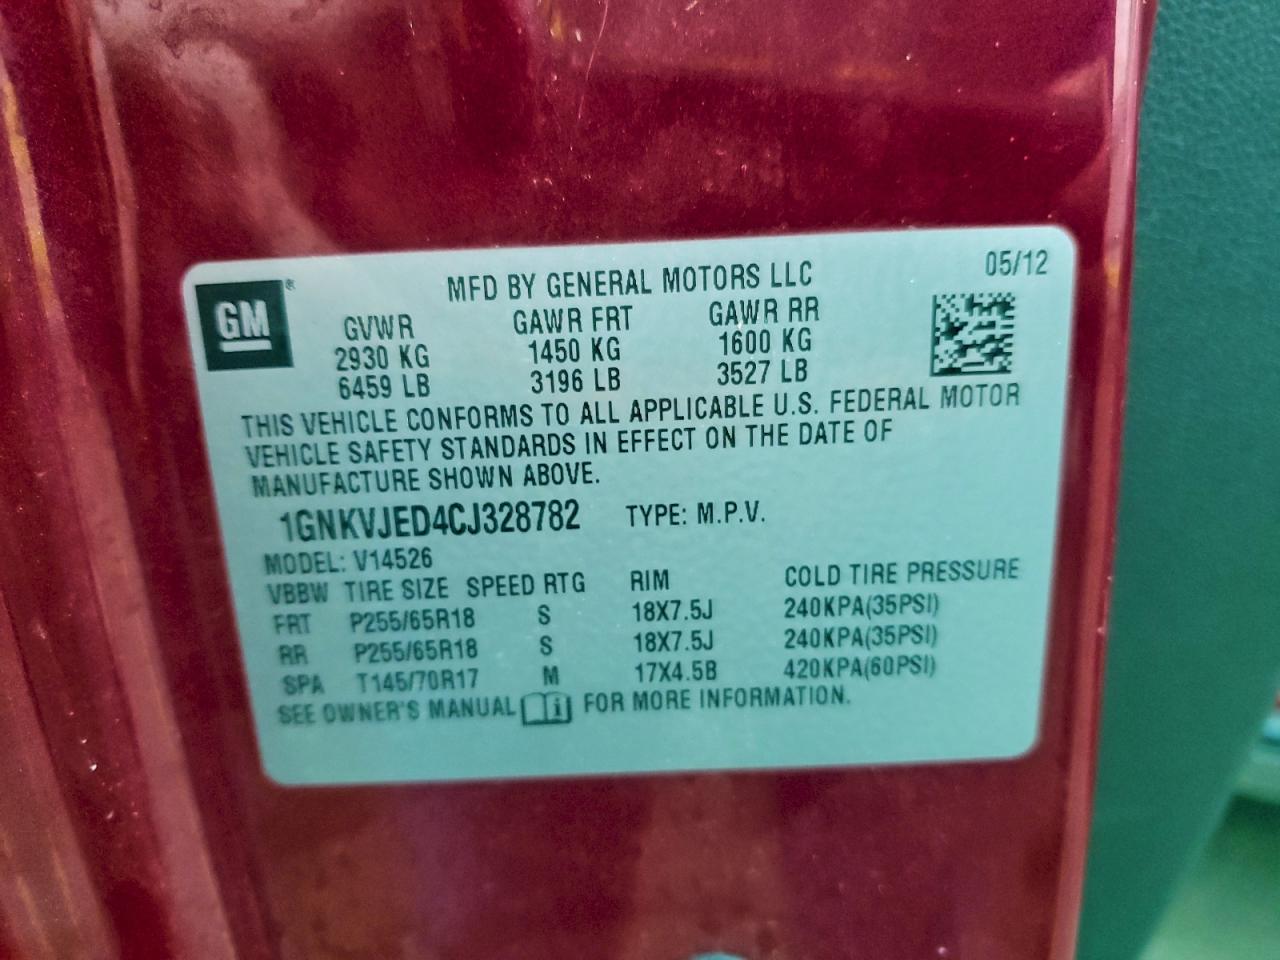 05/12
GM ®
MFD BY GENERAL MOTORS LLC
GVWR GAWR FRT GAWR RR
2930 KG 1450 KG 1600 KG
6459 LB 3196 LB 3527 LB
THIS VEHICLE CONFORMS TO ALL APPLICABLE U.S. FEDERAL MOTOR
VEHICLE SAFETY STANDARDS IN EFFECT ON THE DATE OF
MANUFACTURE SHOWN ABOVE.
1GNKVJED4CJ328782 TYPE: M.P.V.
MODEL: V14526
VBBW TIRE SIZE SPEED RTG RIM COLD TIRE PRESSURE
FRT P255/65R18 S 18X7.5J 240KPA(35PSI)
RR P255/65R18 S 18X7.5J 240KPA(35PSI)
SPA T145/70R17 M 17X4.5B 420KPA(60PSI)
SEE OWNER'S MANUAL i FOR MORE INFORMATION.